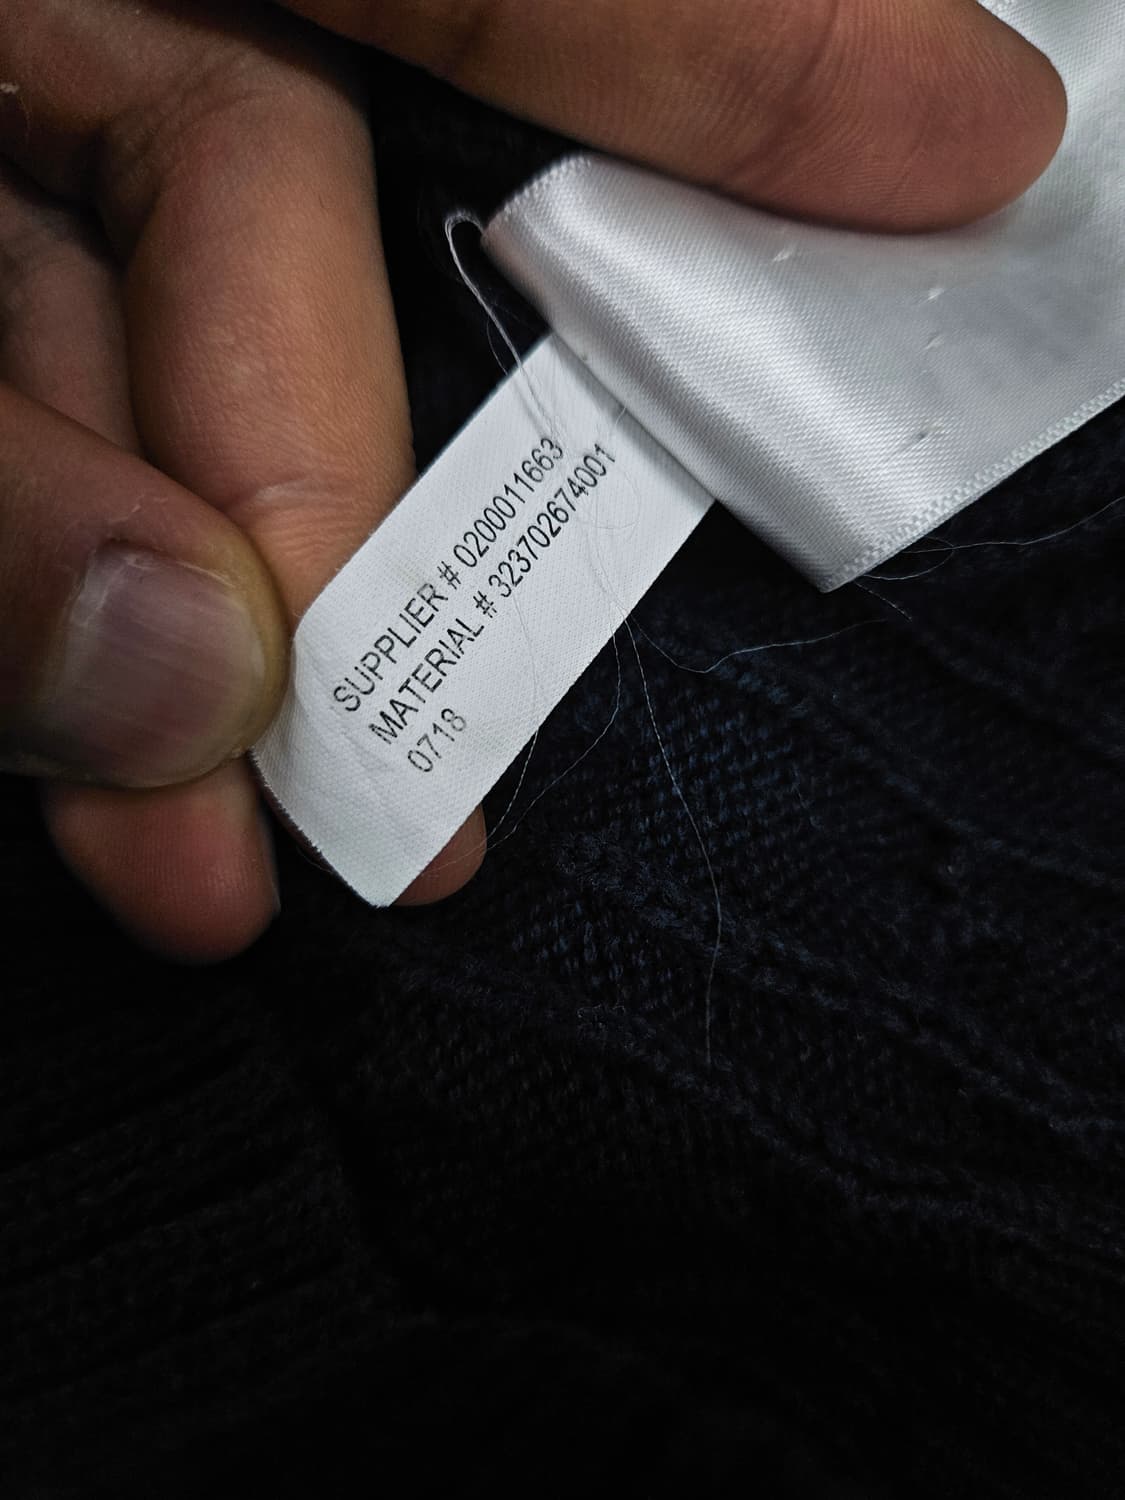 SUPPLIER # 0200011663
MATERIAL # 323702674001
0718